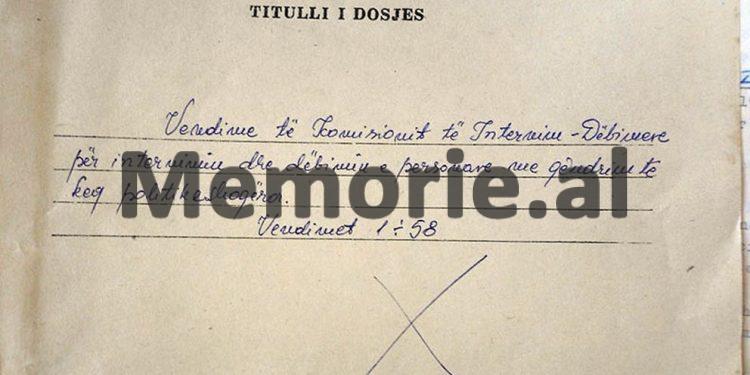 TITULLI I DOSJES
Vendime të Komisionit të Internim-Dëbimeve
për internimin dhe dëbimin e personave me qëndrim të
keq politikeshoqëror.
Vendimet 1÷58
Memorie.al